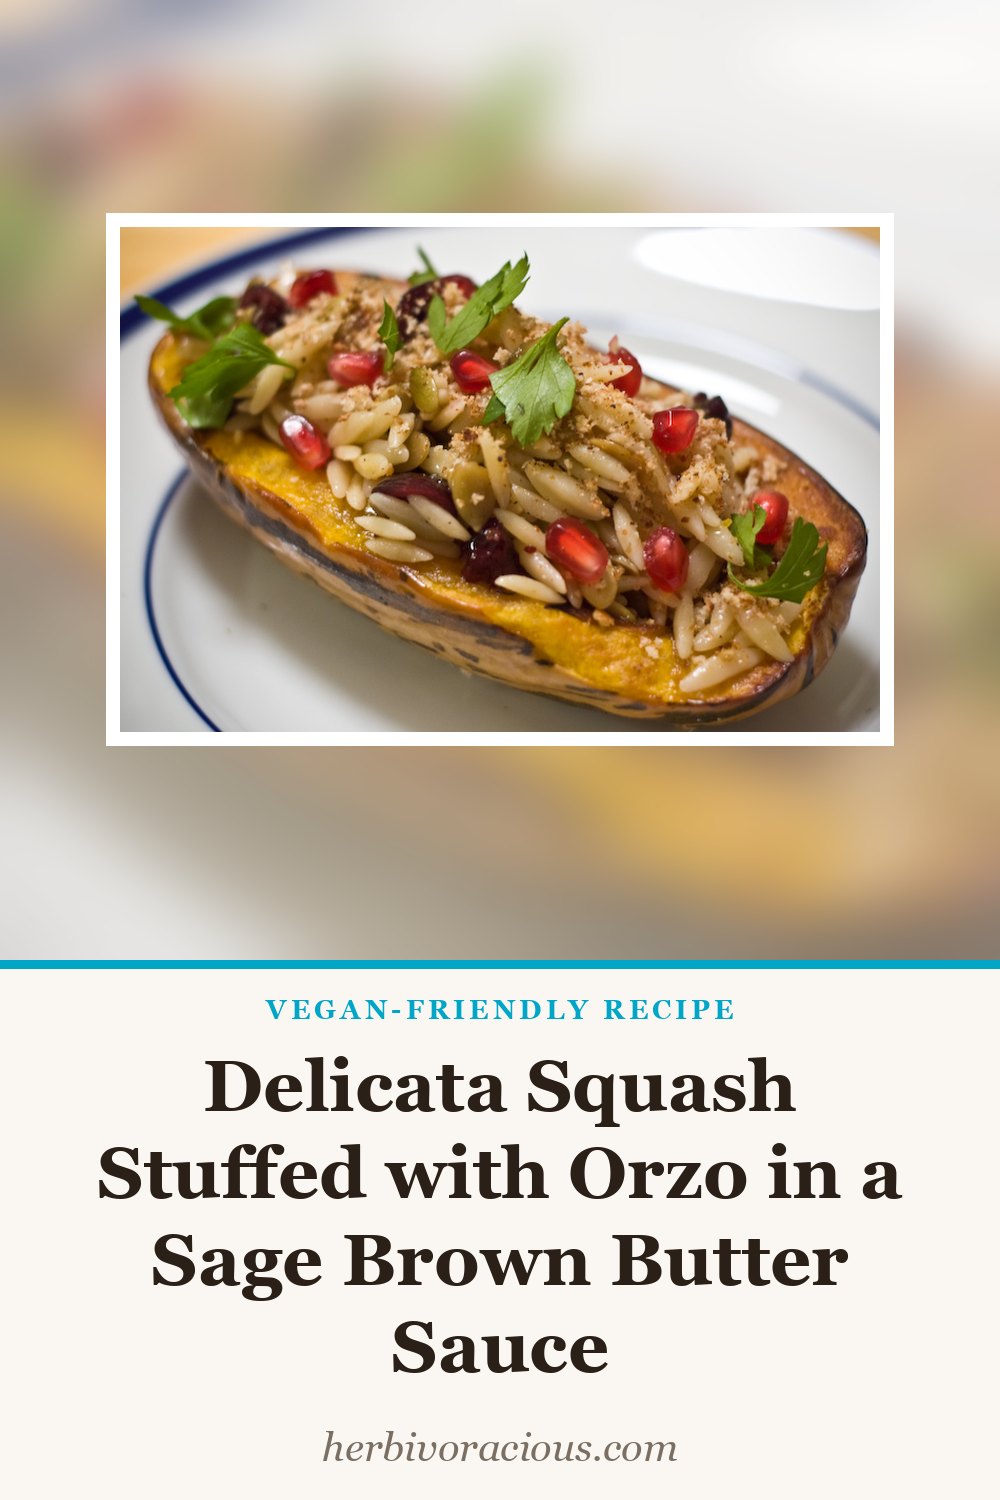 VEGAN-FRIENDLY RECIPE
Delicata Squash
Stuffed with Orzo in a
Sage Brown Butter
Sauce
herbivoracious.com